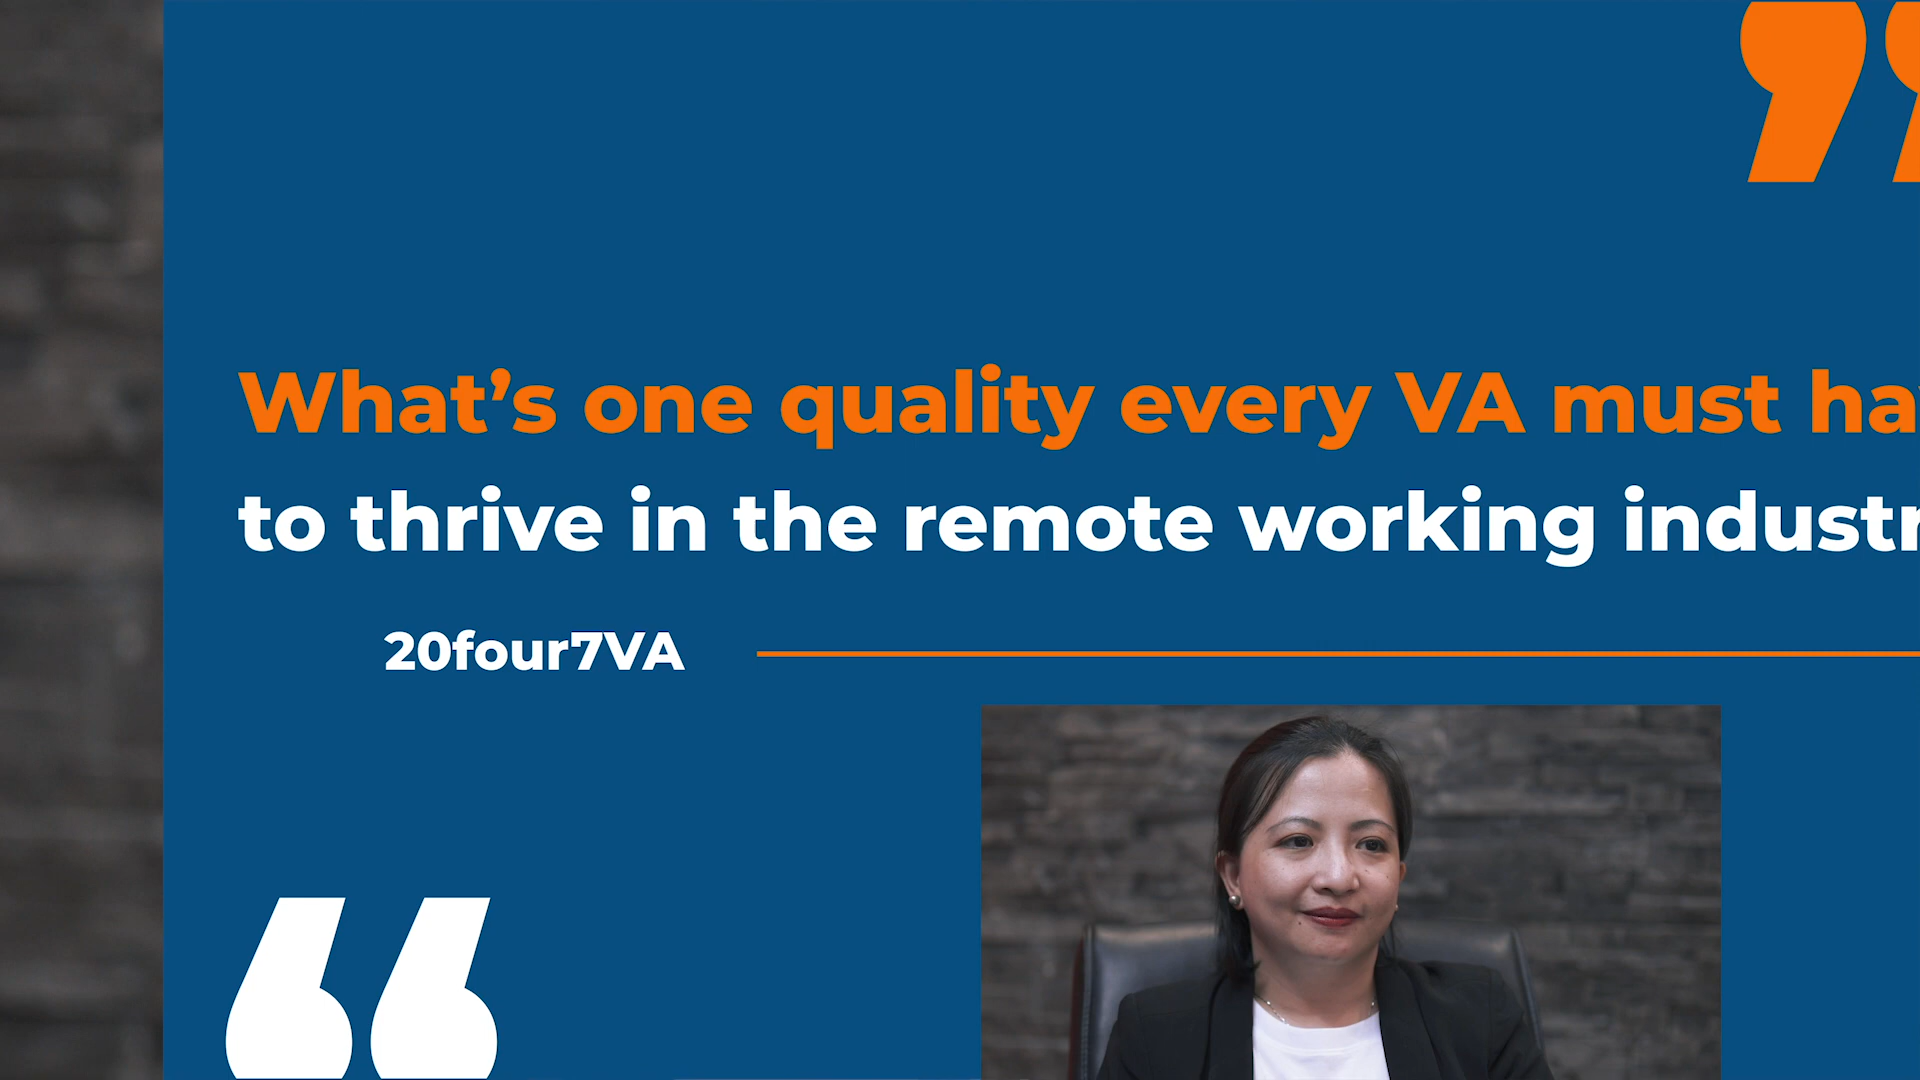 What’s one quality every VA must ha
to thrive in the remote working industr
20four7VA